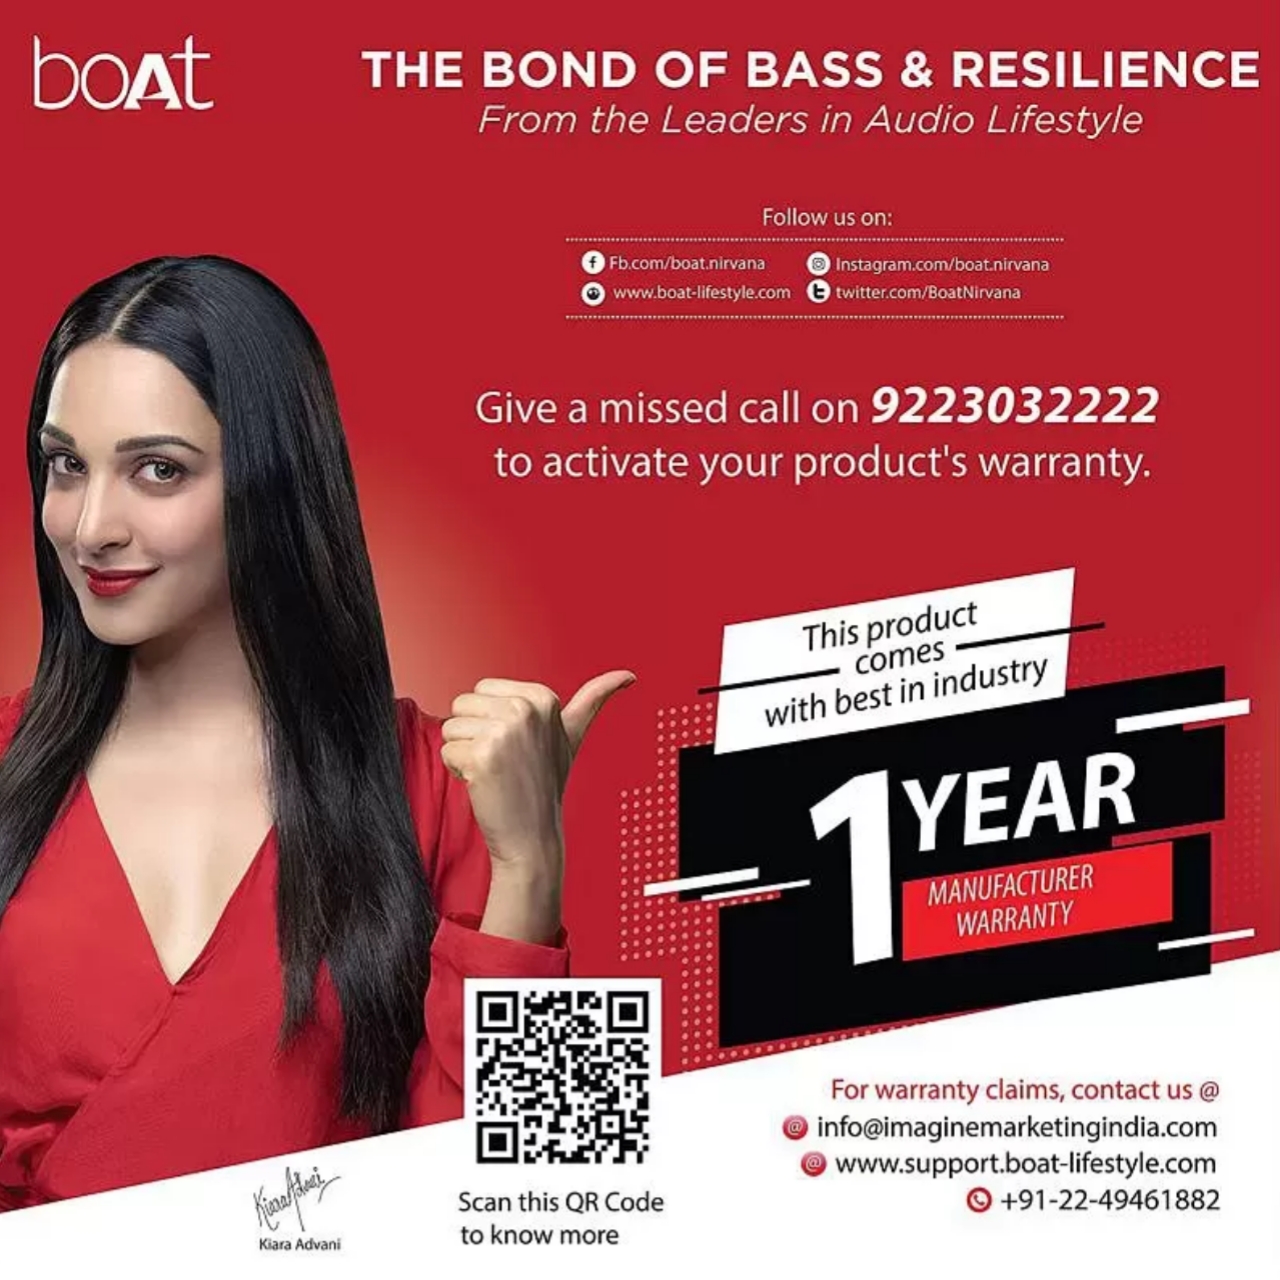 boAt
THE BOND OF BASS & RESILIENCE
From the Leaders in Audio Lifestyle
Follow us on:
Fb.com/boat.nirvana
Instagram.com/boat.nirvana
www.boat-lifestyle.com
twitter.com/BoatNirvana
Give a missed call on 9223032222
to activate your product's warranty.
This product
comes
with best in industry
1 YEAR
MANUFACTURER
WARRANTY
For warranty claims, contact us @
info@imaginemarketingindia.com
www.support.boat-lifestyle.com
+91-22-49461882
Scan this QR Code
to know more
Kiara Advani
Kiara Advani